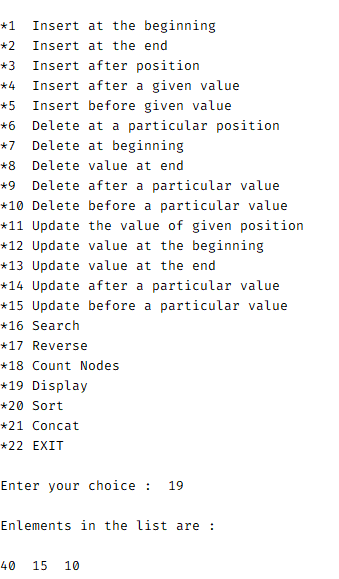 *1  Insert at the beginning
*2  Insert at the end
*3  Insert after position
*4  Insert after a given value
*5  Insert before given value
*6  Delete at a particular position
*7  Delete at beginning
*8  Delete value at end
*9  Delete after a particular value
*10 Delete before a particular value
*11 Update the value of given position
*12 Update value at the beginning
*13 Update value at the end
*14 Update after a particular value
*15 Update before a particular value
*16 Search
*17 Reverse
*18 Count Nodes
*19 Display
*20 Sort
*21 Concat
*22 EXIT
Enter your choice :  19
Enlements in the list are :
40  15  10